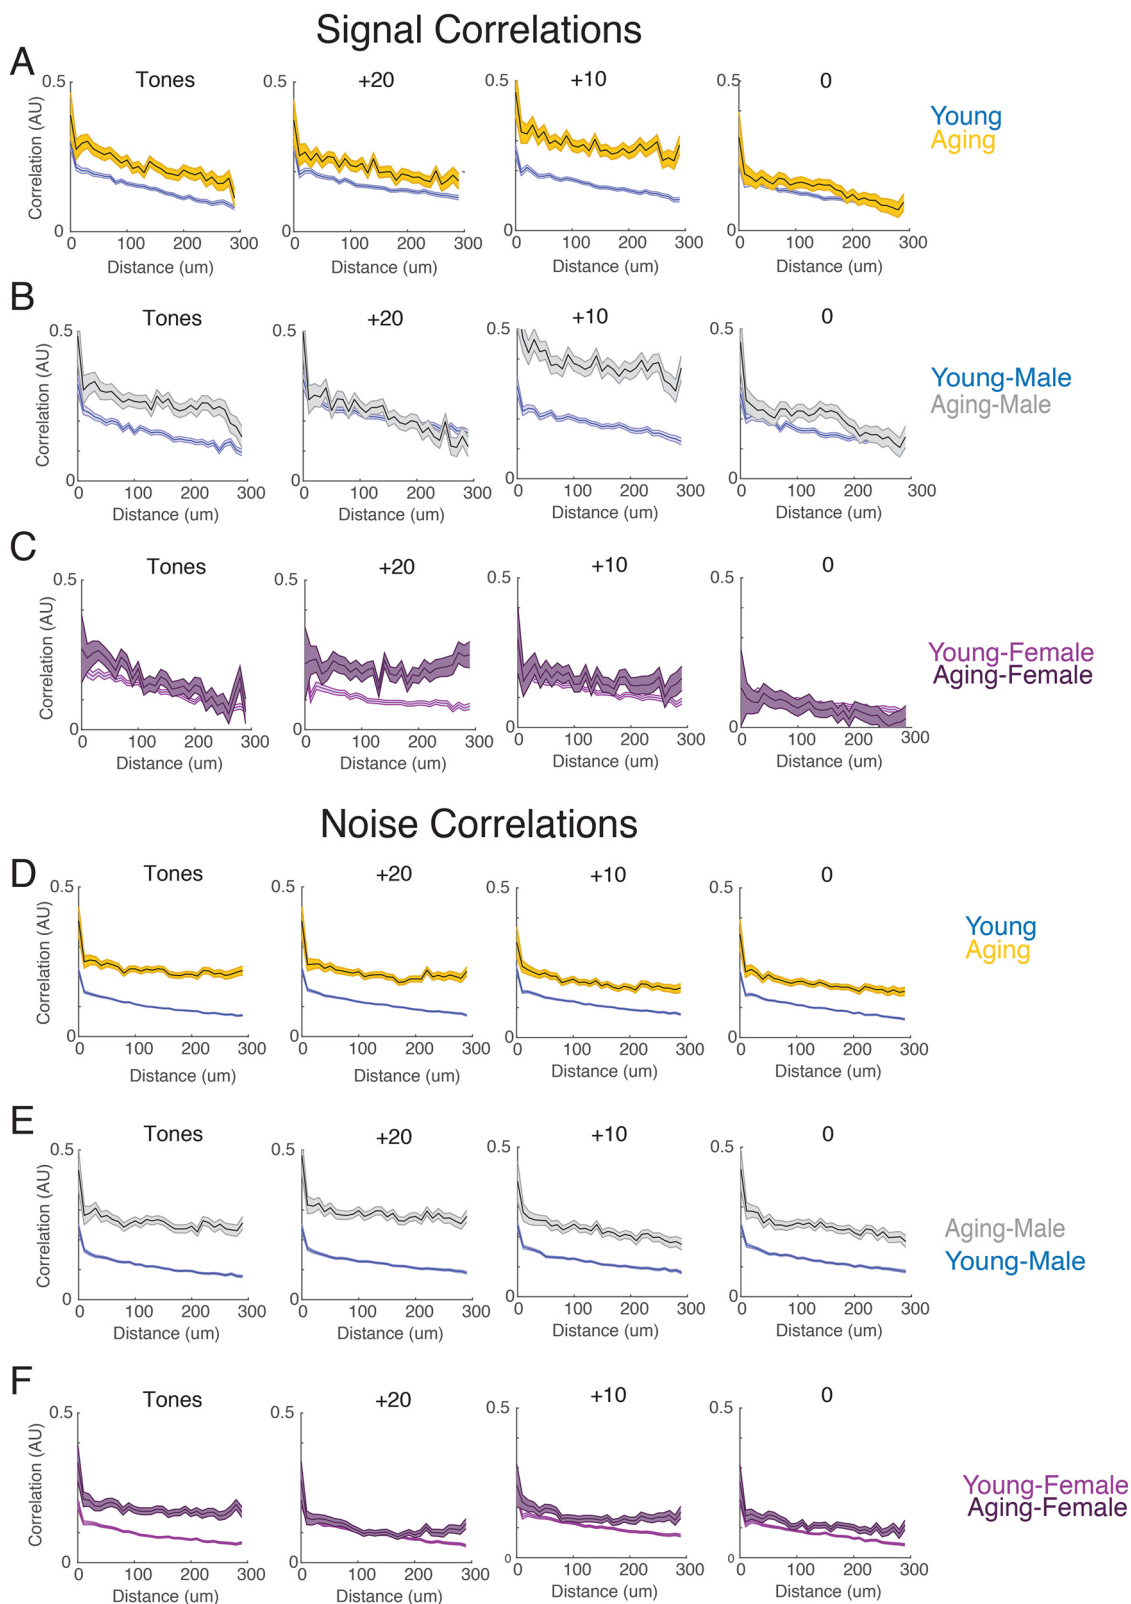 Signal Correlations
A
Tones +20 +10 0
0.5 0.5 0.5 0.5
Correlation (AU)
Young
Aging
0 0 0 0
0 100 200 300 0 100 200 300 0 100 200 300 0 100 200 300
Distance (um) Distance (um) Distance (um) Distance (um)
B
Tones +20 +10 0
0.5 0.5 0.5 0.5
Correlation (AU)
Young-Male
Aging-Male
0 0 0 0
0 100 200 300 0 100 200 300 0 100 200 300 0 100 200 300
Distance (um) Distance (um) Distance (um) Distance (um)
C
Tones +20 +10 0
0.5 0.5 0.5 0.5
Correlation (AU)
Young-Female
Aging-Female
0 0 0 0
0 100 200 300 0 100 200 300 0 100 200 300 0 100 200 300
Distance (um) Distance (um) Distance (um) Distance (um)
Noise Correlations
D
Tones +20 +10 0
0.5 0.5 0.5 0.5
Correlation (AU)
Young
Aging
0 0 0 0
0 100 200 300 0 100 200 300 0 100 200 300 0 100 200 300
Distance (um) Distance (um) Distance (um) Distance (um)
E
Tones +20 +10 0
0.5 0.5 0.5 0.5
Correlation (AU)
Aging-Male
Young-Male
0 0 0 0
0 100 200 300 0 100 200 300 0 100 200 300 0 100 200 300
Distance (um) Distance (um) Distance (um) Distance (um)
F
Tones +20 +10 0
0.5 0.5 0.5 0.5
Correlation (AU)
Young-Female
Aging-Female
0 0 0 0
0 100 200 300 0 100 200 300 0 100 200 300 0 100 200 300
Distance (um) Distance (um) Distance (um) Distance (um)